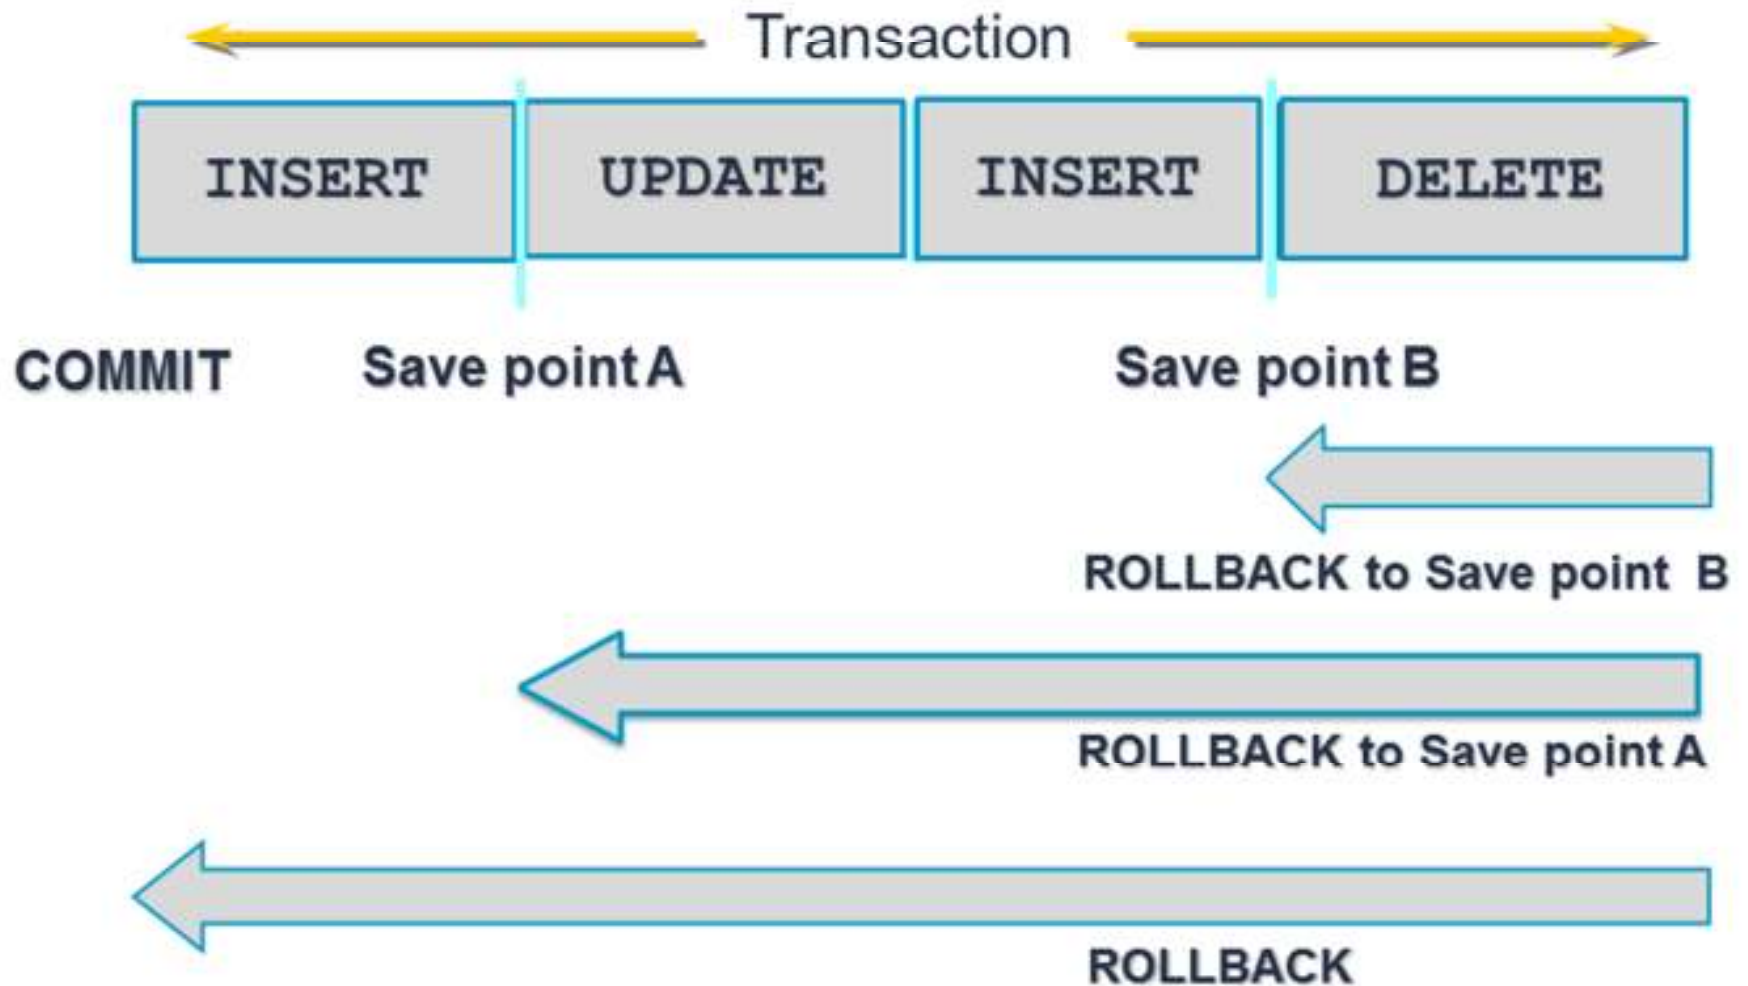 Transaction
INSERT UPDATE INSERT DELETE
COMMIT Save point A Save point B
ROLLBACK to Save point B
ROLLBACK to Save point A
ROLLBACK